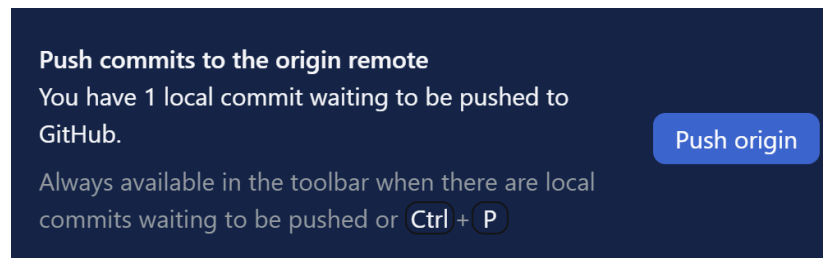 Push commits to the origin remote
You have 1 local commit waiting to be pushed to
GitHub.
Push origin
Always available in the toolbar when there are local
commits waiting to be pushed or Ctrl + P